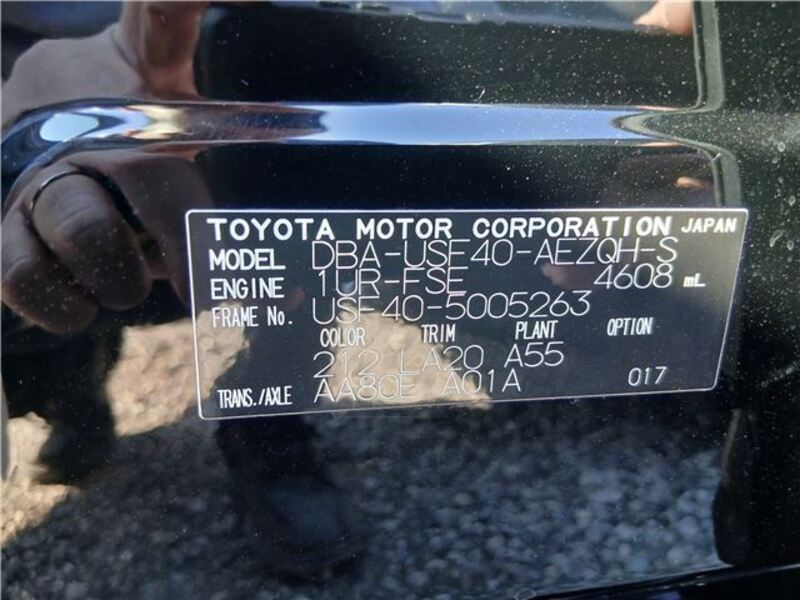 TOYOTA MOTOR CORPORATION JAPAN
MODEL DBA-USF40-AEZQH-S
ENGINE 1UR-FSE 4608 mL
FRAME No. USF40-5005263
COLOR TRIM PLANT OPTION
212 LA20 A55
TRANS./AXLE AA80E A01A 017